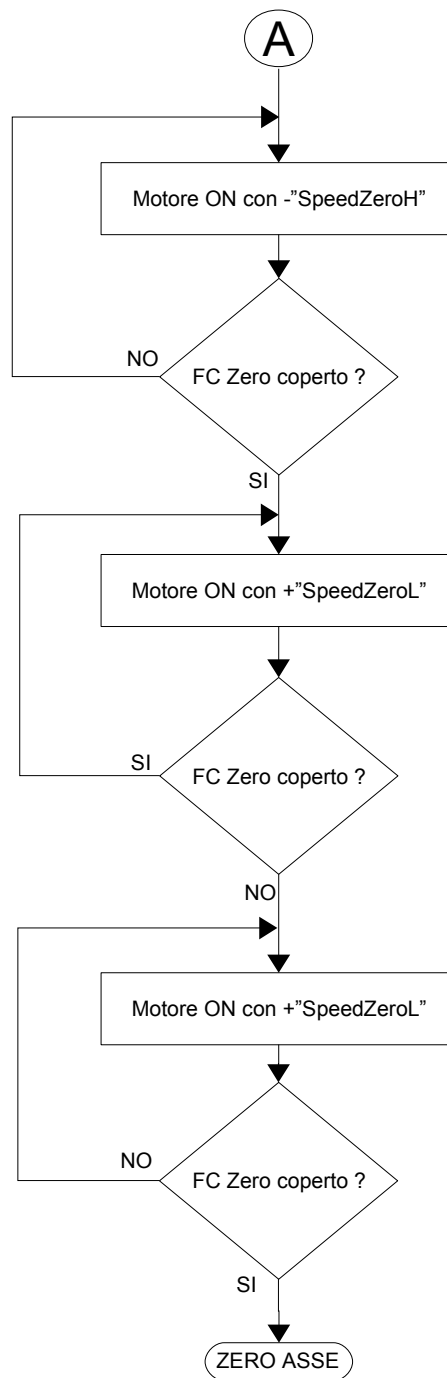 A
Motore ON con -”SpeedZeroH”
NO
FC Zero coperto ?
SI
Motore ON con +”SpeedZeroL”
SI
FC Zero coperto ?
NO
Motore ON con +”SpeedZeroL”
NO
FC Zero coperto ?
SI
ZERO ASSE